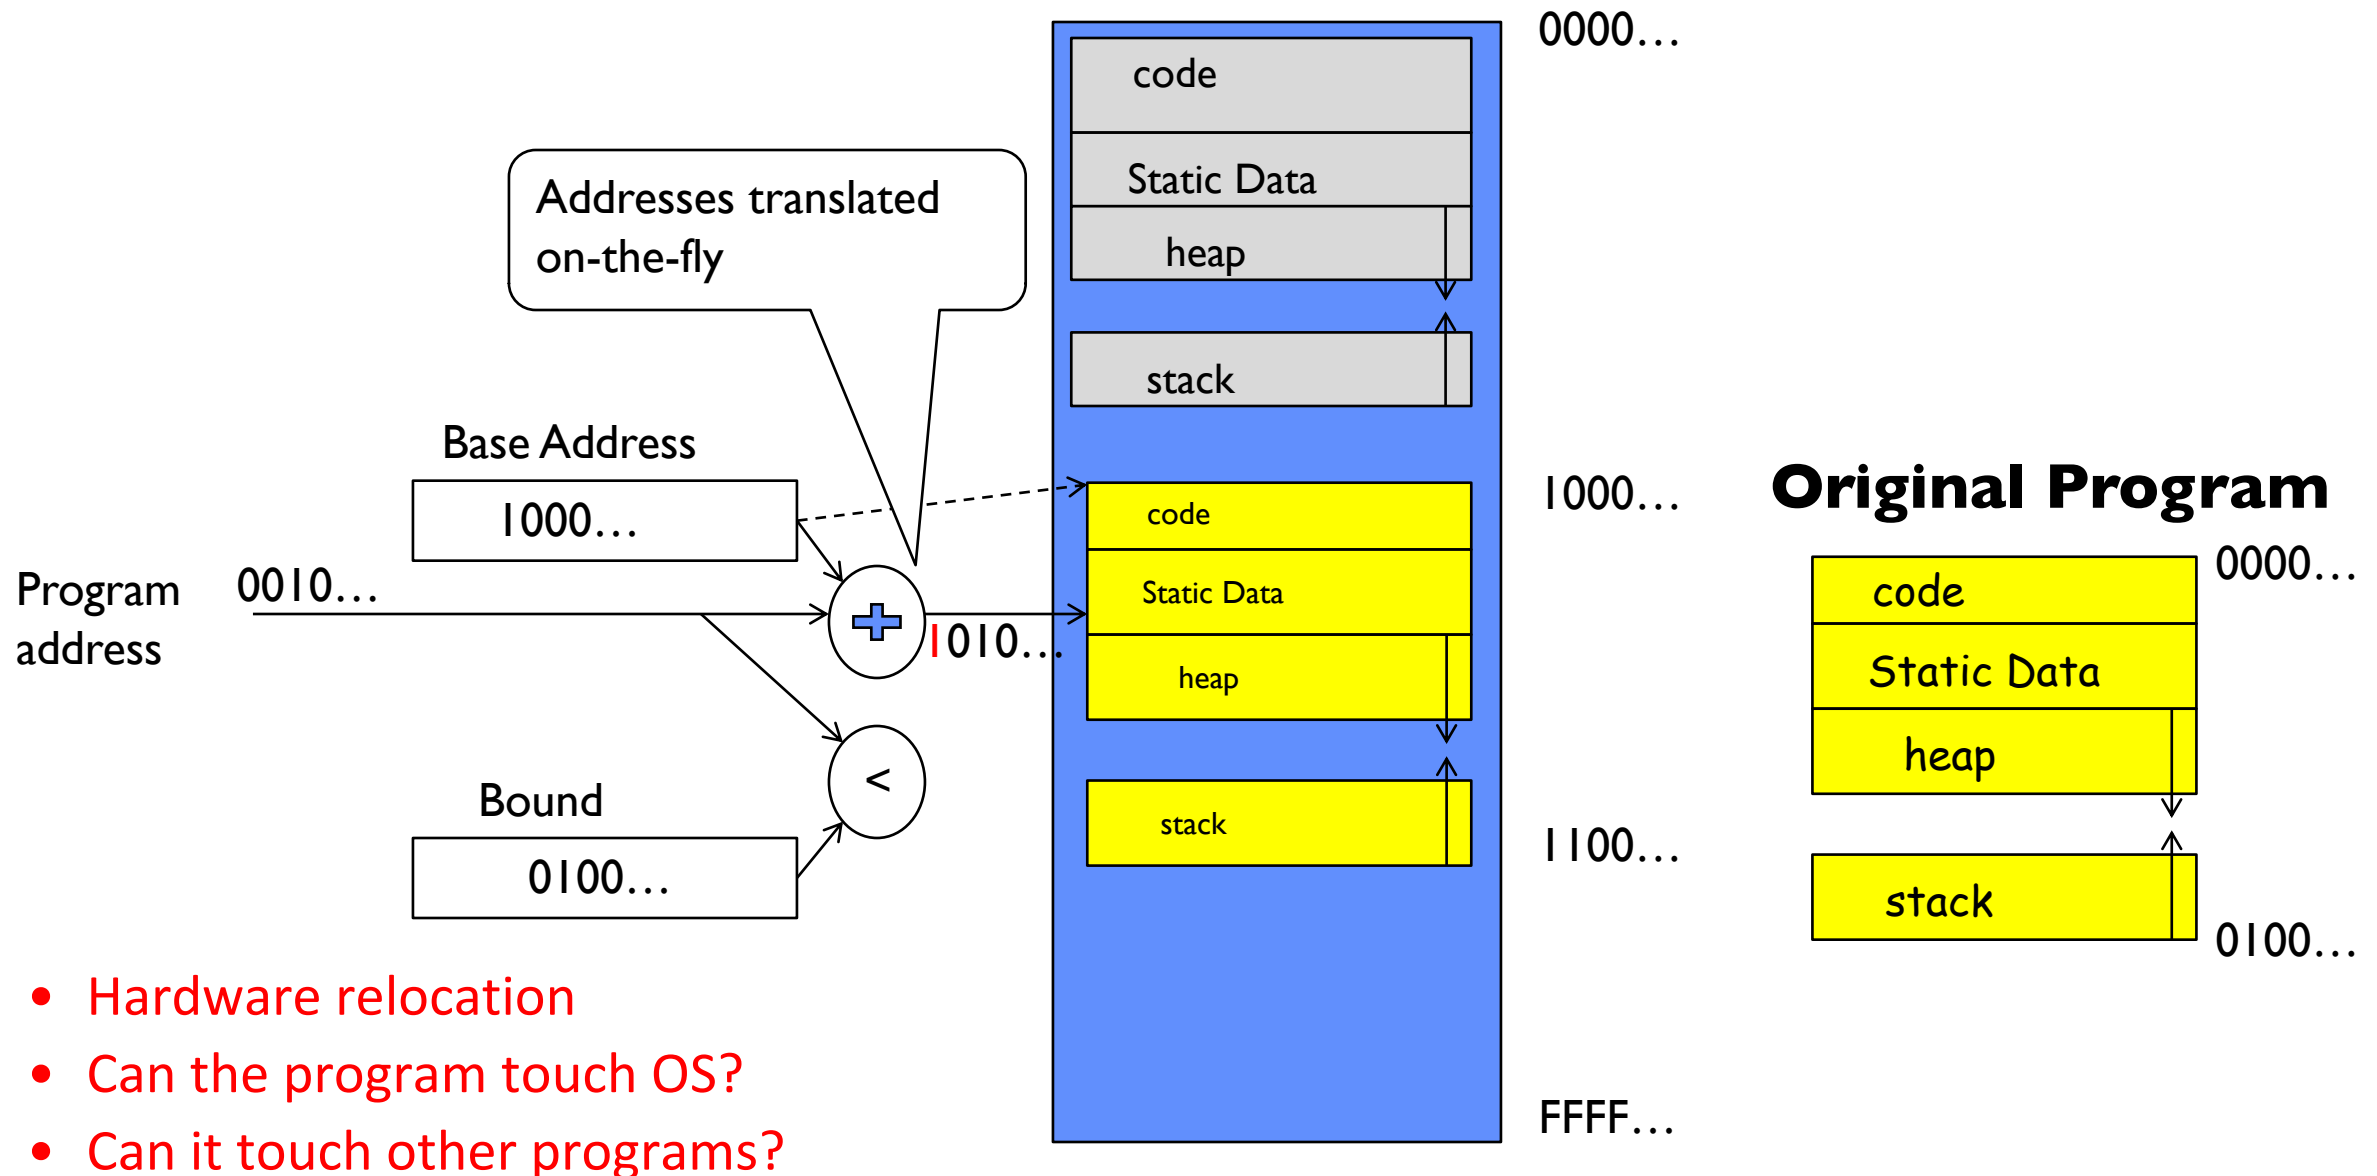 0000…
code
Static Data
heap
stack
Addresses translated
on-the-fly
Base Address
1000…
Program
address
0010…
1010…
Bound
0100…
<
code
Static Data
heap
stack
1000…
1100…
FFFF…
Original Program
0000…
code
Static Data
heap
stack
0100…
• Hardware relocation
• Can the program touch OS?
• Can it touch other programs?